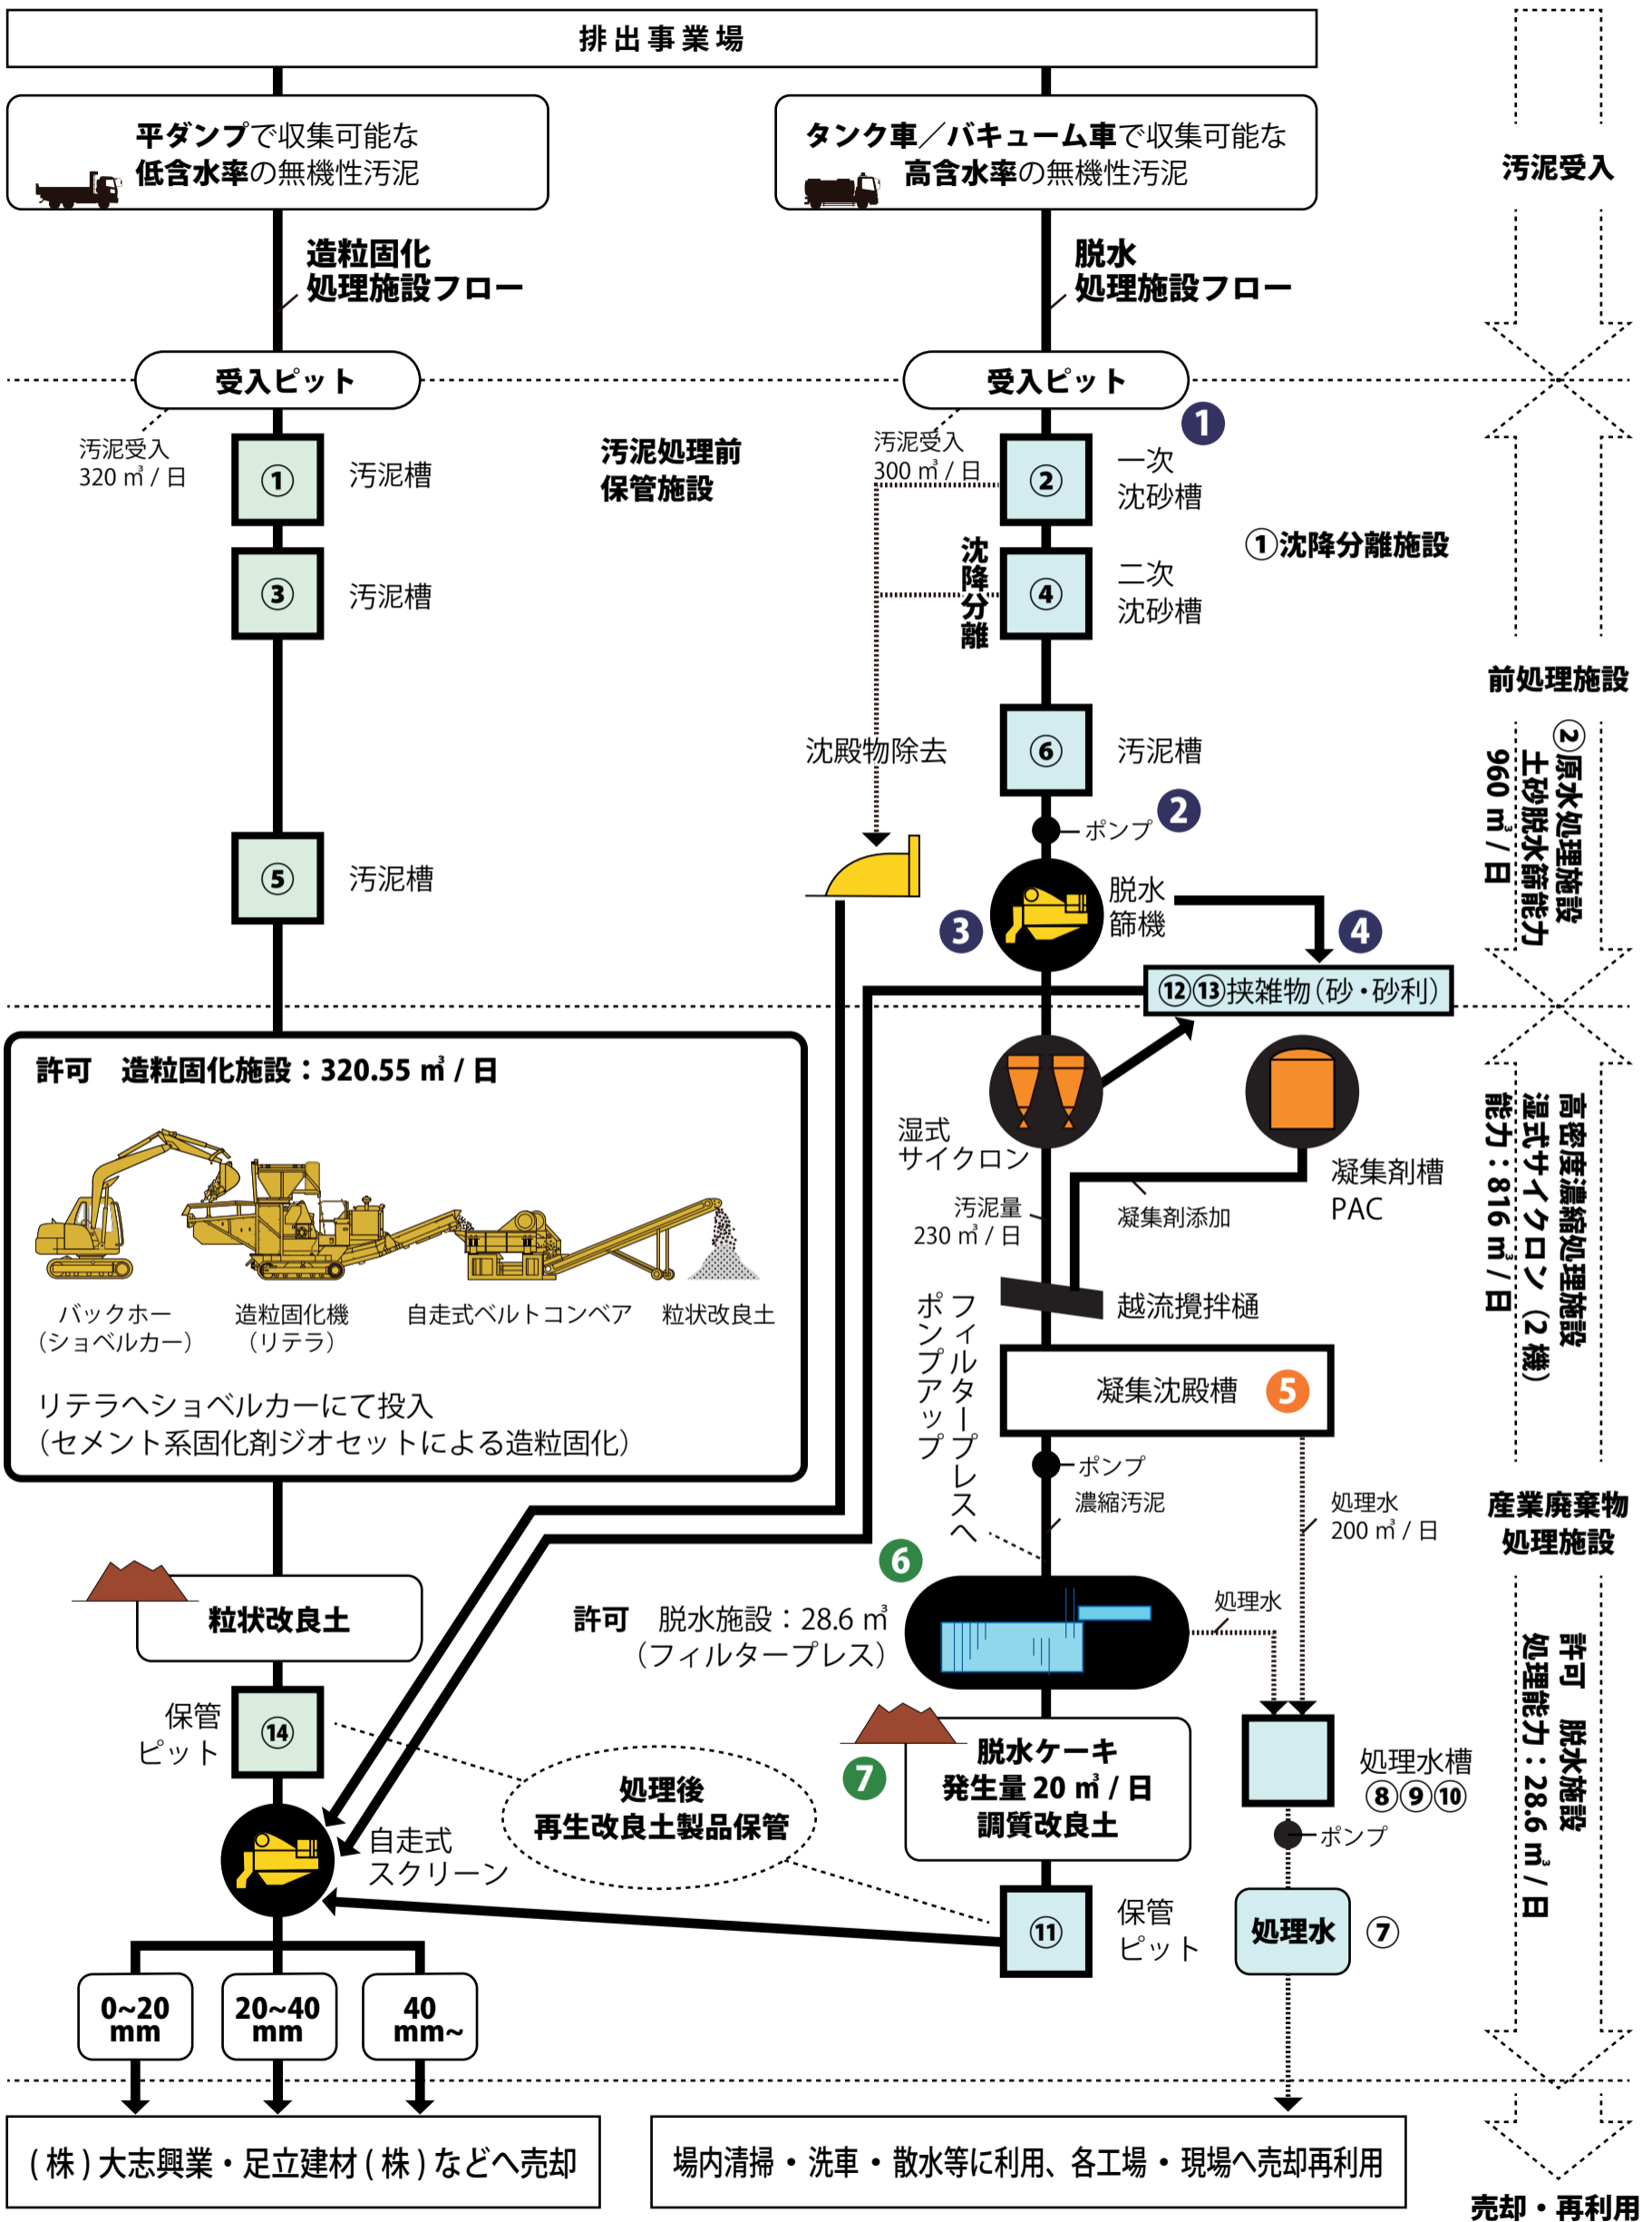 排出事業場
平ダンプで収集可能な
低含水率の無機性汚泥
タンク車／バキューム車で収集可能な
高含水率の無機性汚泥
汚泥受入
造粒固化
処理施設フロー
脱水
処理施設フロー
受入ピット
受入ピット
汚泥受入
320 ㎥ / 日
① 汚泥槽
汚泥処理前
保管施設
汚泥受入
300 ㎥ / 日
❶
② 一次
沈砂槽
①沈降分離施設
③ 汚泥槽
沈降分離
④ 二次
沈砂槽
前処理施設
②原水処理施設
土砂脱水篩能力
960 ㎥ / 日
沈殿物除去
⑥ 汚泥槽
ポンプ
❷
⑤ 汚泥槽
❸
脱水
篩機
❹
⑫⑬挟雑物（砂・砂利）
許可　造粒固化施設：320.55 ㎥ / 日
バックホー
（ショベルカー）
造粒固化機
（リテラ）
自走式ベルトコンベア
粒状改良土
リテラへショベルカーにて投入
（セメント系固化剤ジオセットによる造粒固化）
湿式
サイクロン
凝集剤槽
PAC
汚泥量
230 ㎥ / 日
凝集剤添加
高密度濃縮処理施設
湿式サイクロン（2 機）
能力：816 ㎥ / 日
越流攪拌樋
フィルタープレスへ
ポンプアップ
凝集沈殿槽 ❺
ポンプ
濃縮汚泥
処理水
200 ㎥ / 日
産業廃棄物
処理施設
❻
許可　脱水施設：28.6 ㎥
（フィルタープレス）
処理水
粒状改良土
保管
ピット
⑭
処理後
再生改良土製品保管
❼
脱水ケーキ
発生量 20 ㎥ / 日
調質改良土
処理水槽
⑧⑨⑩
ポンプ
許可　脱水施設
処理能力：28.6 ㎥ / 日
自走式
スクリーン
⑪ 保管
ピット
処理水 ⑦
0~20
mm
20~40
mm
40
mm~
( 株 ) 大志興業・足立建材 ( 株 ) などへ売却
場内清掃・洗車・散水等に利用、各工場・現場へ売却再利用
売却・再利用